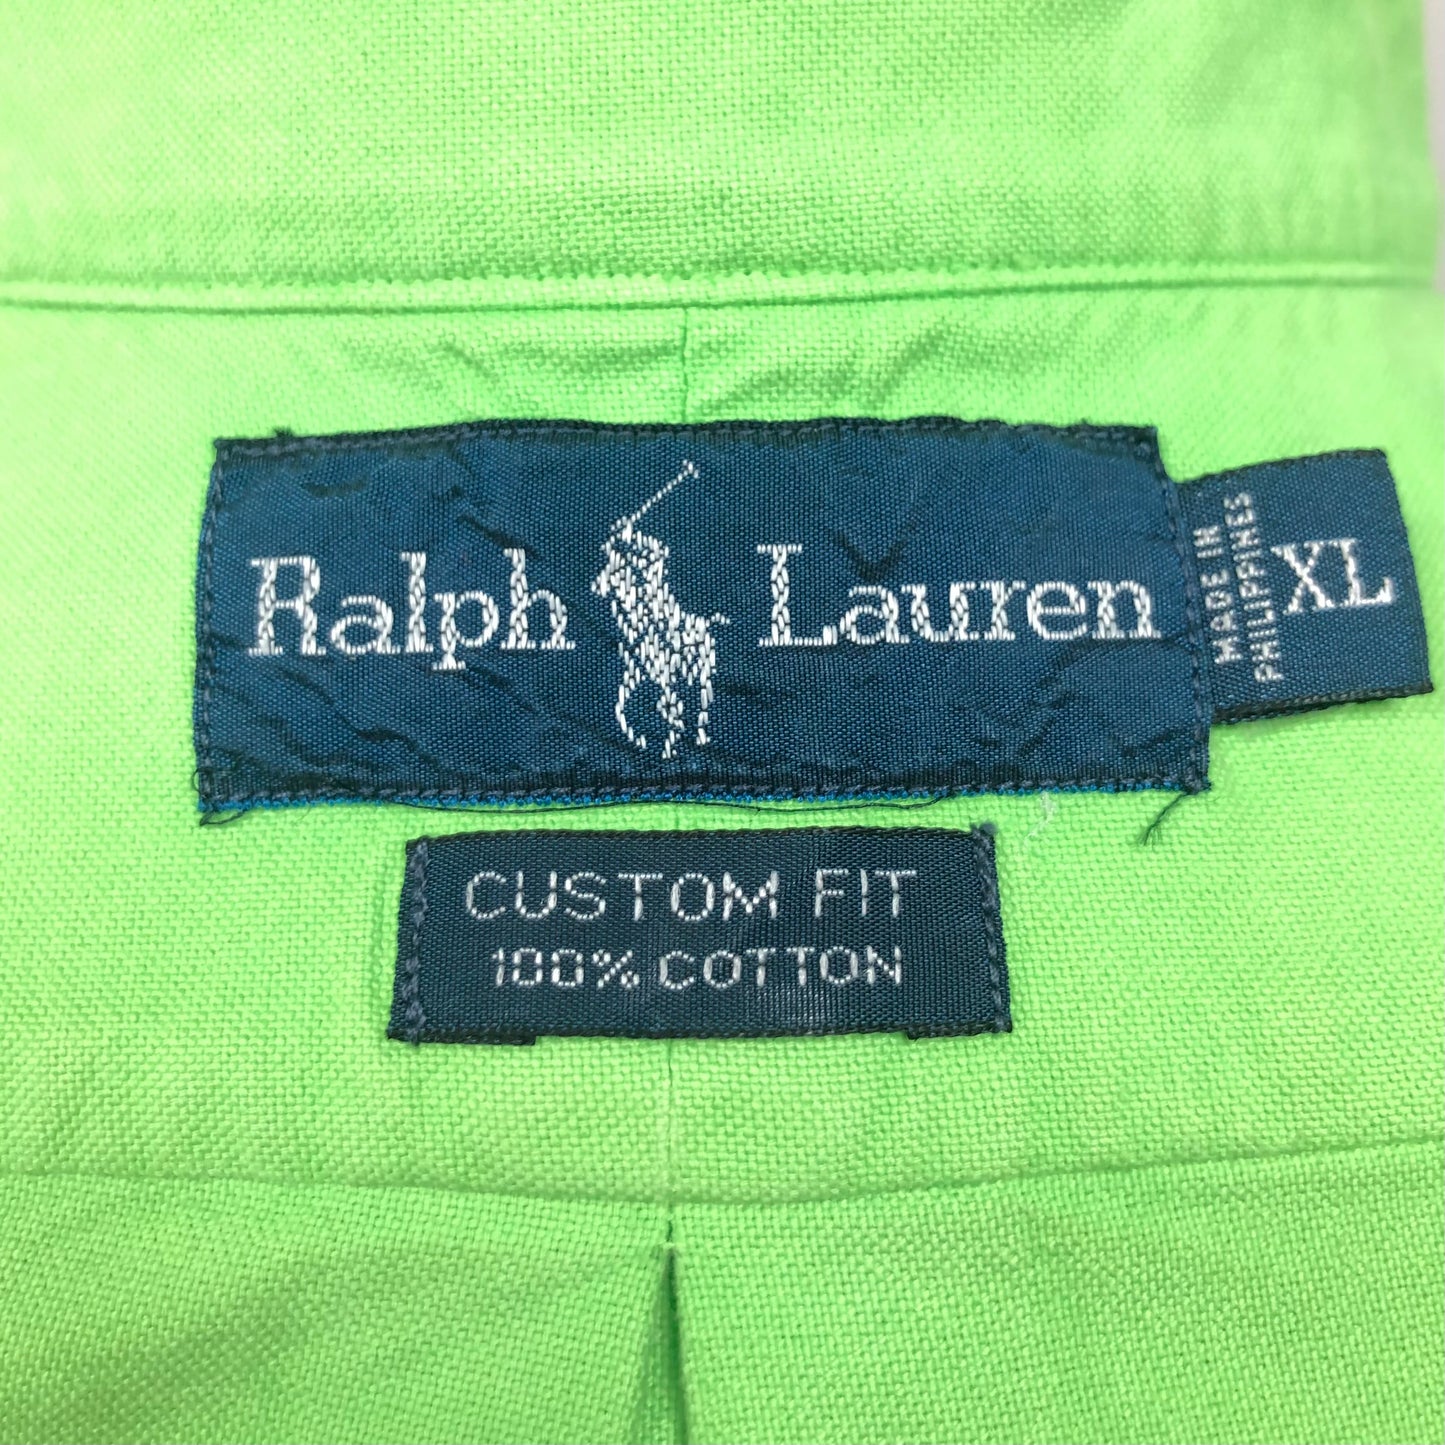 Ralph Lauren
MADE IN
PHILIPPINES
XL
CUSTOM FIT
100% COTTON